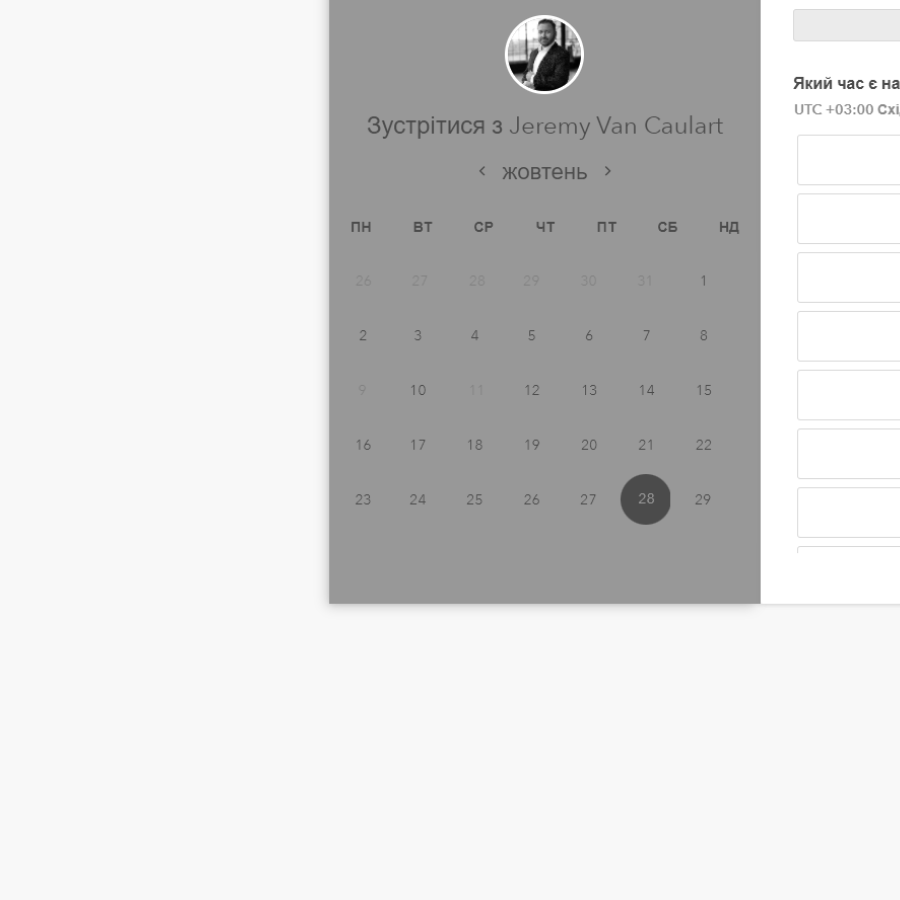 Зустрітися з Jeremy Van Caulart
жовтень
ПН ВТ СР ЧТ ПТ СБ НД
26 27 28 29 30 31 1
2 3 4 5 6 7 8
9 10 11 12 13 14 15
16 17 18 19 20 21 22
23 24 25 26 27 28 29
Який час є на
UTC +03:00 Схі